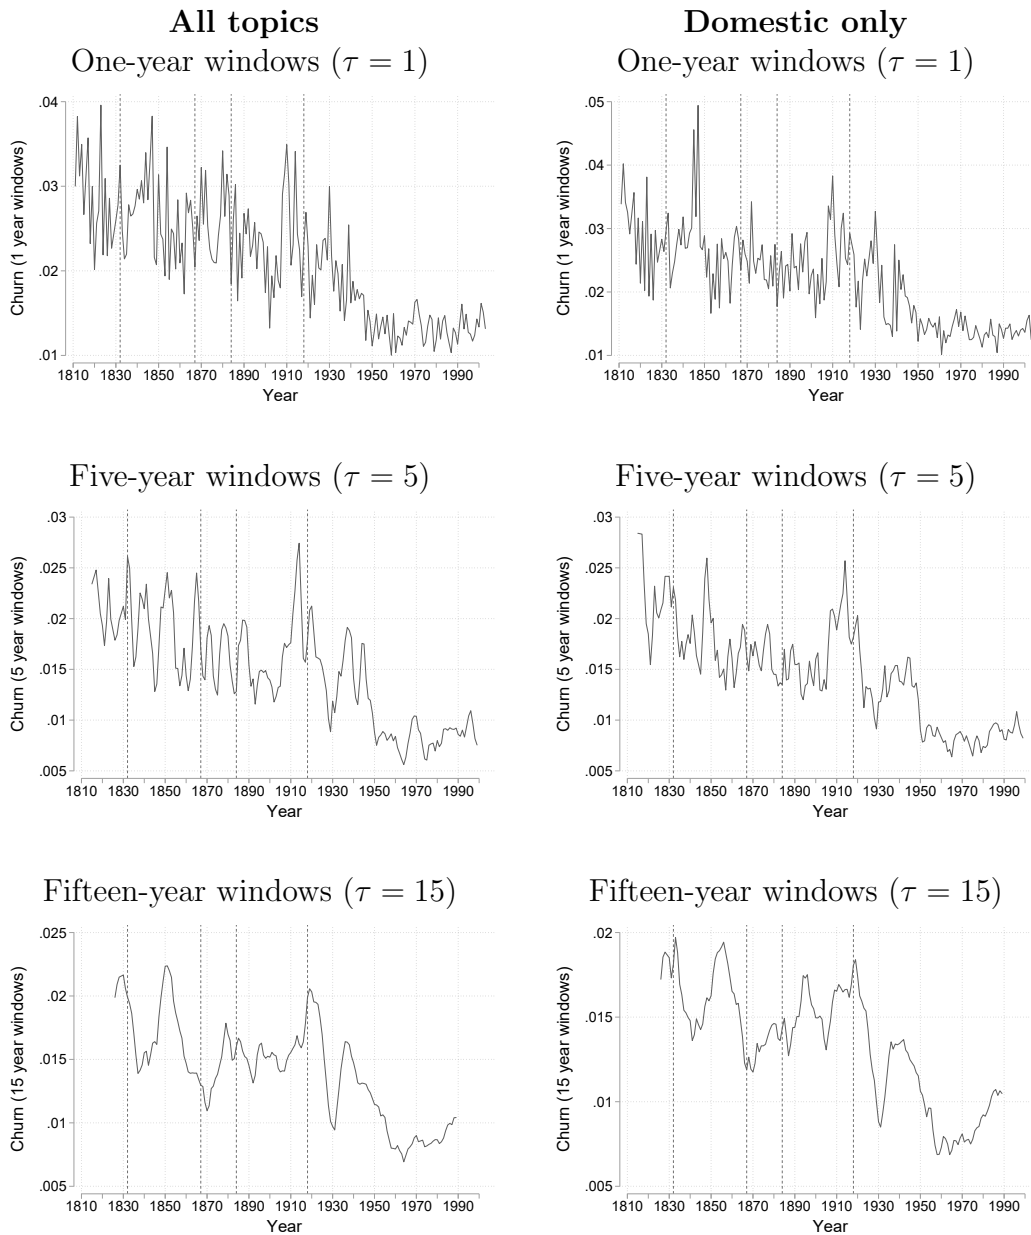 All topics
One-year windows (τ = 1)
.04
.03
.02
.01
Churn (1 year windows)
1810 1830 1850 1870 1890 1910 1930 1950 1970 1990
Year
Domestic only
One-year windows (τ = 1)
.05
.04
.03
.02
.01
Churn (1 year windows)
1810 1830 1850 1870 1890 1910 1930 1950 1970 1990
Year
Five-year windows (τ = 5)
.03
.025
.02
.015
.01
.005
Churn (5 year windows)
1810 1830 1850 1870 1890 1910 1930 1950 1970 1990
Year
Five-year windows (τ = 5)
.03
.025
.02
.015
.01
.005
Churn (5 year windows)
1810 1830 1850 1870 1890 1910 1930 1950 1970 1990
Year
Fifteen-year windows (τ = 15)
.025
.02
.015
.01
.005
Churn (15 year windows)
1810 1830 1850 1870 1890 1910 1930 1950 1970 1990
Year
Fifteen-year windows (τ = 15)
.02
.015
.01
.005
Churn (15 year windows)
1810 1830 1850 1870 1890 1910 1930 1950 1970 1990
Year